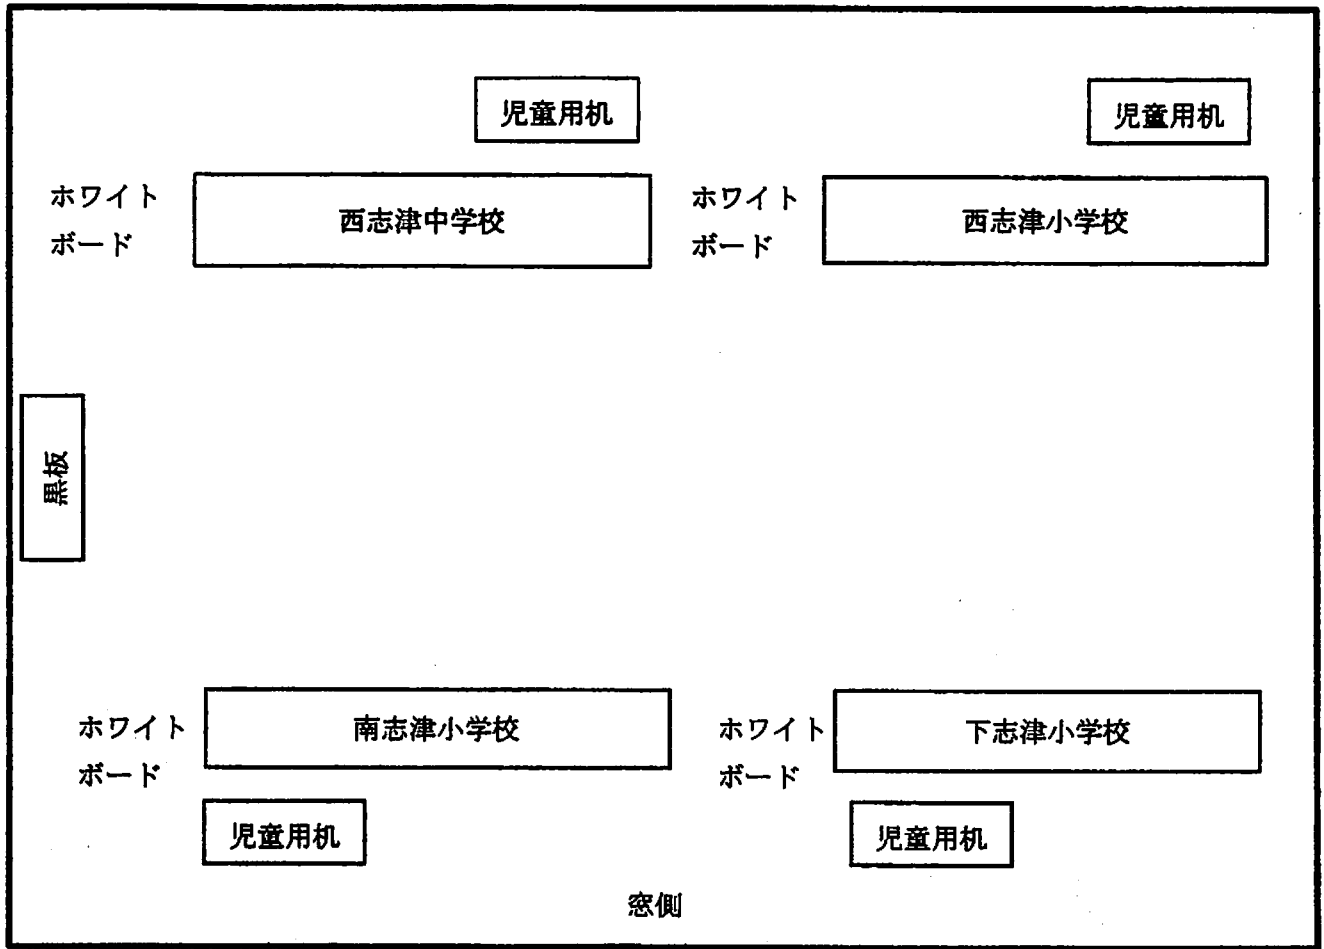 児童用机
児童用机
ホワイト
ボード
西志津中学校
ホワイト
ボード
西志津小学校
黒板
ホワイト
ボード
南志津小学校
ホワイト
ボード
下志津小学校
児童用机
児童用机
窓側